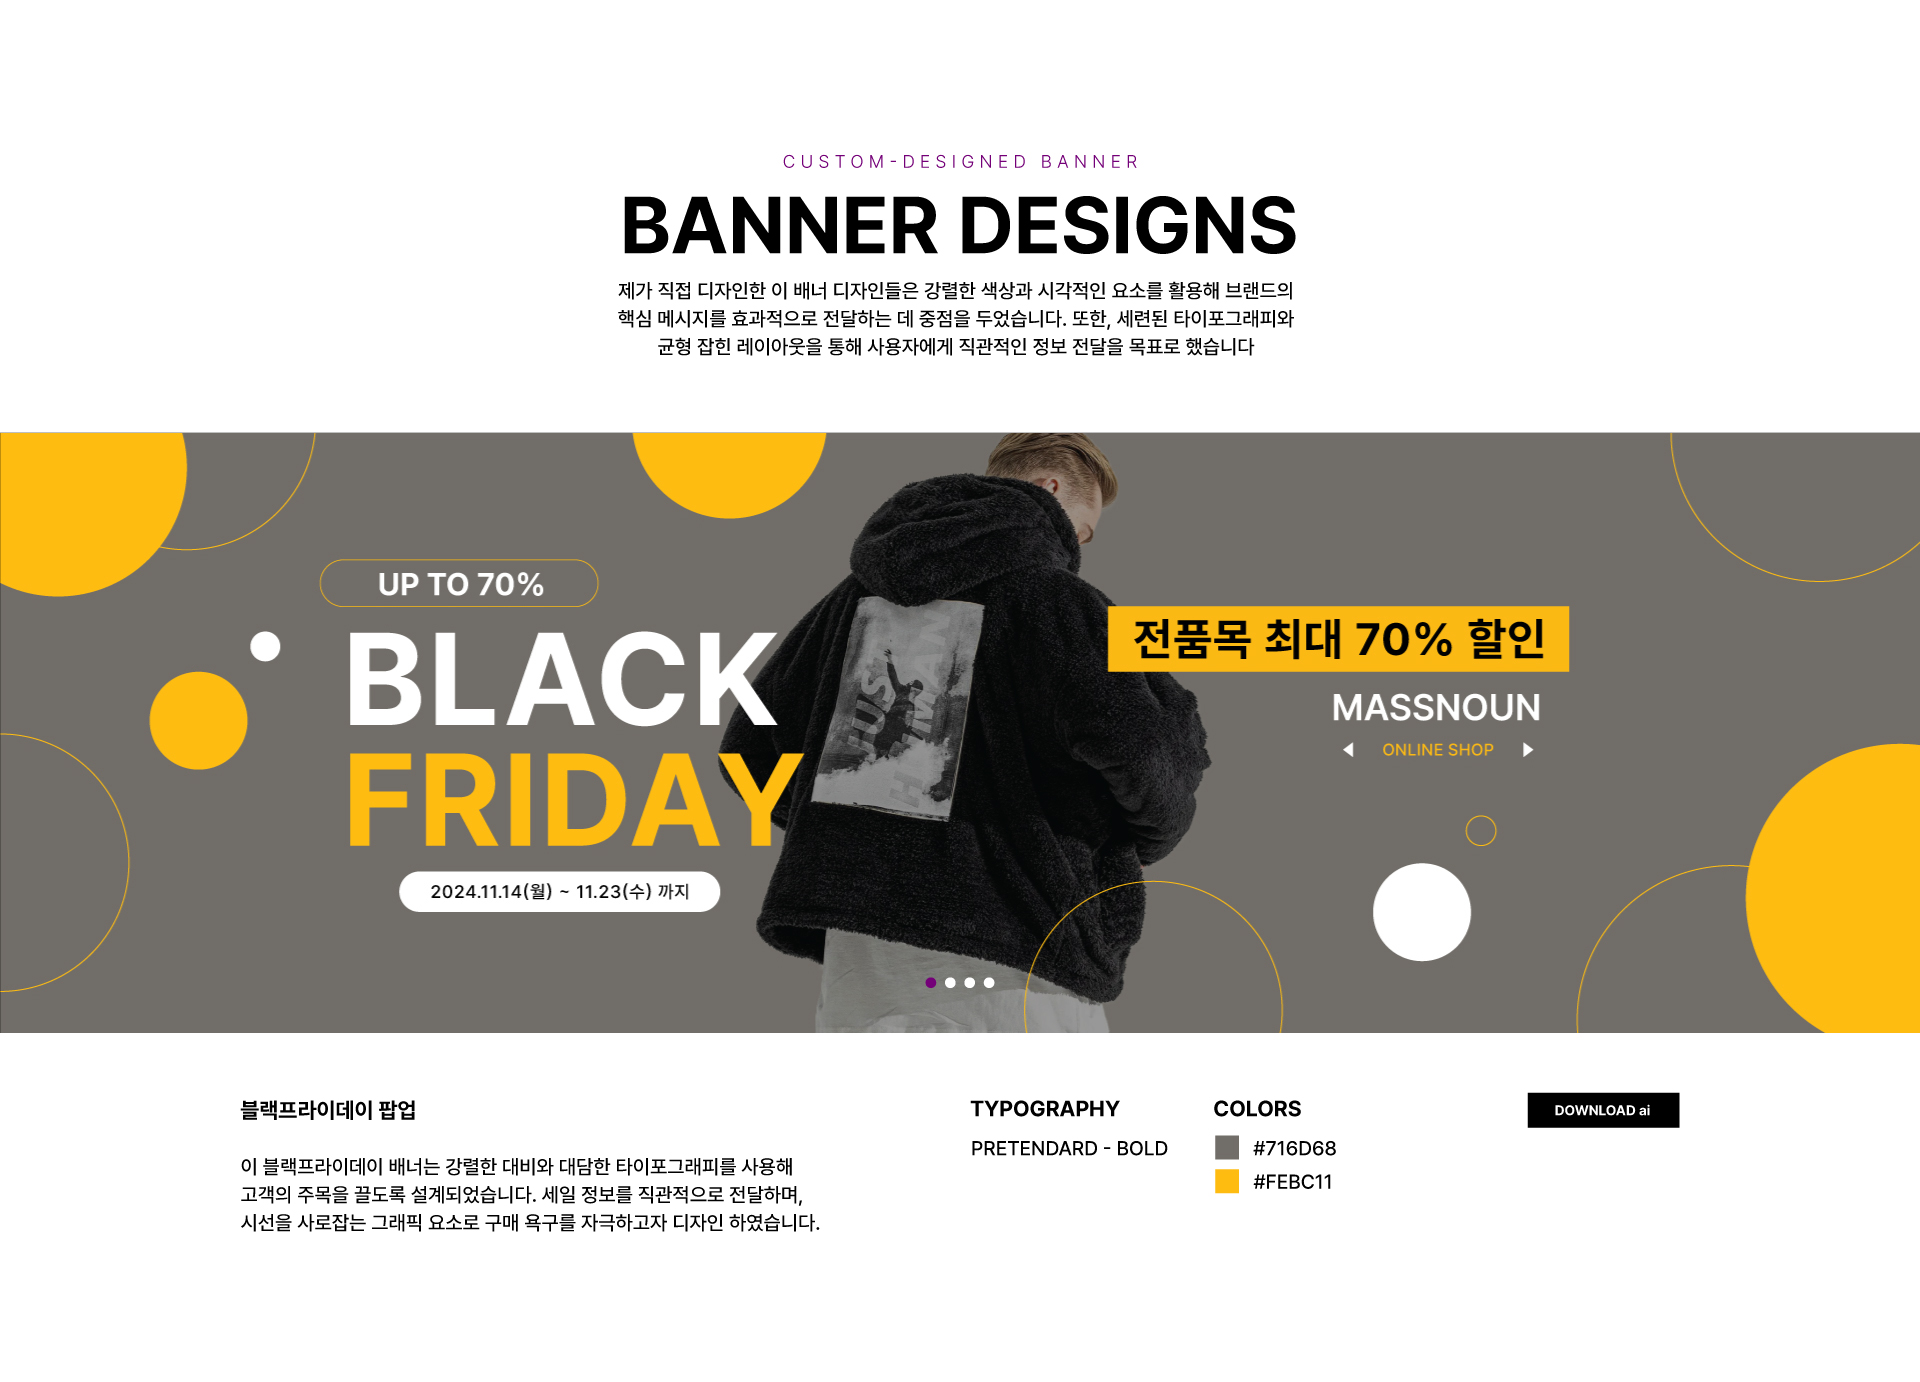 CUSTOM-DESIGNED BANNER
BANNER DESIGNS
제가 직접 디자인한 이 배너 디자인들은 강렬한 색상과 시각적인 요소를 활용해 브랜드의
핵심 메시지를 효과적으로 전달하는 데 중점을 두었습니다. 또한, 세련된 타이포그래피와
균형 잡힌 레이아웃을 통해 사용자에게 직관적인 정보 전달을 목표로 했습니다
UP TO 70%
BLACK
FRIDAY
2024.11.14(월) ~ 11.23(수) 까지
전품목 최대 70% 할인
MASSNOUN
ONLINE SHOP
블랙프라이데이 팝업
이 블랙프라이데이 배너는 강렬한 대비와 대담한 타이포그래피를 사용해
고객의 주목을 끌도록 설계되었습니다. 세일 정보를 직관적으로 전달하며,
시선을 사로잡는 그래픽 요소로 구매 욕구를 자극하고자 디자인 하였습니다.
TYPOGRAPHY
PRETENDARD - BOLD
COLORS
#716D68
#FEBC11
DOWNLOAD ai